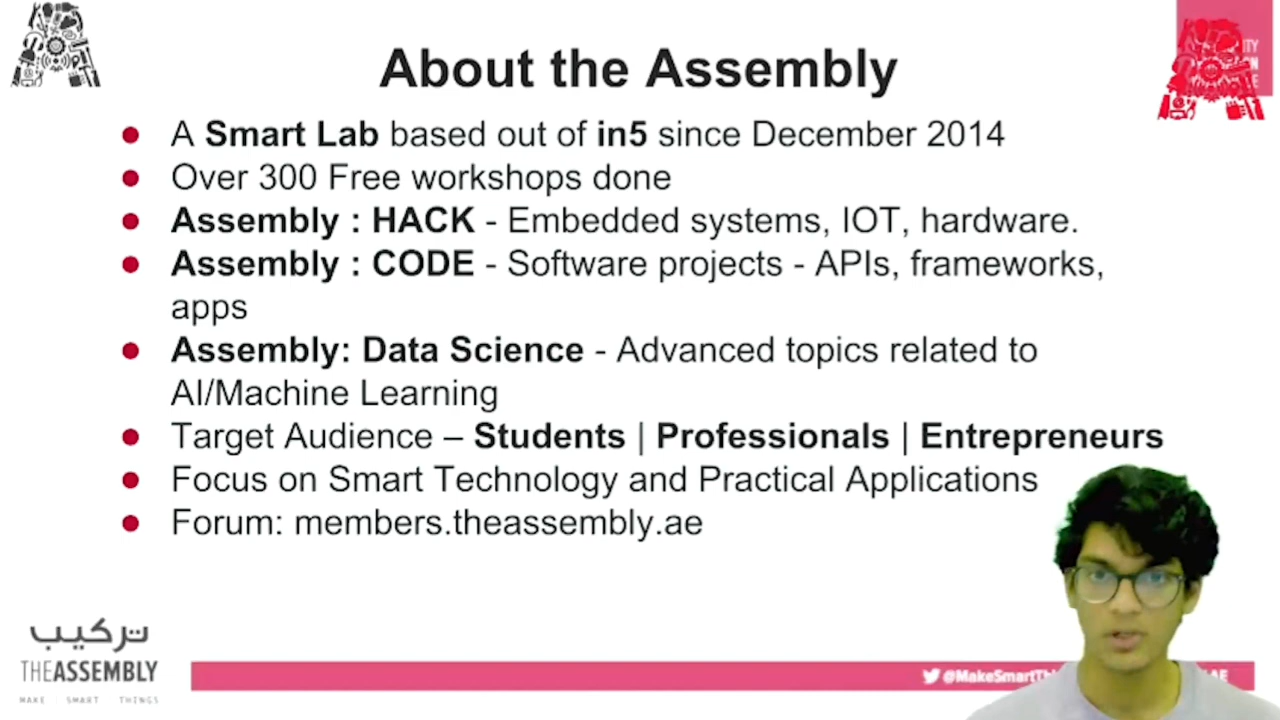 About the Assembly
● A Smart Lab based out of in5 since December 2014
● Over 300 Free workshops done
● Assembly : HACK - Embedded systems, IOT, hardware.
● Assembly : CODE - Software projects - APIs, frameworks,
apps
● Assembly: Data Science - Advanced topics related to
AI/Machine Learning
● Target Audience – Students | Professionals | Entrepreneurs
● Focus on Smart Technology and Practical Applications
● Forum: members.theassembly.ae
تركيب
THEASSEMBLY
MAKE SMART THINGS